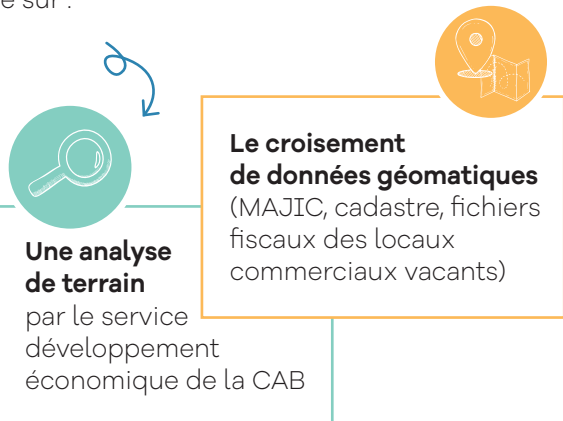 sur :
Le croisement
de données géomatiques
(MAJIC, cadastre, fichiers
fiscaux des locaux
commerciaux vacants)
Une analyse
de terrain
par le service
développement
économique de la CAB